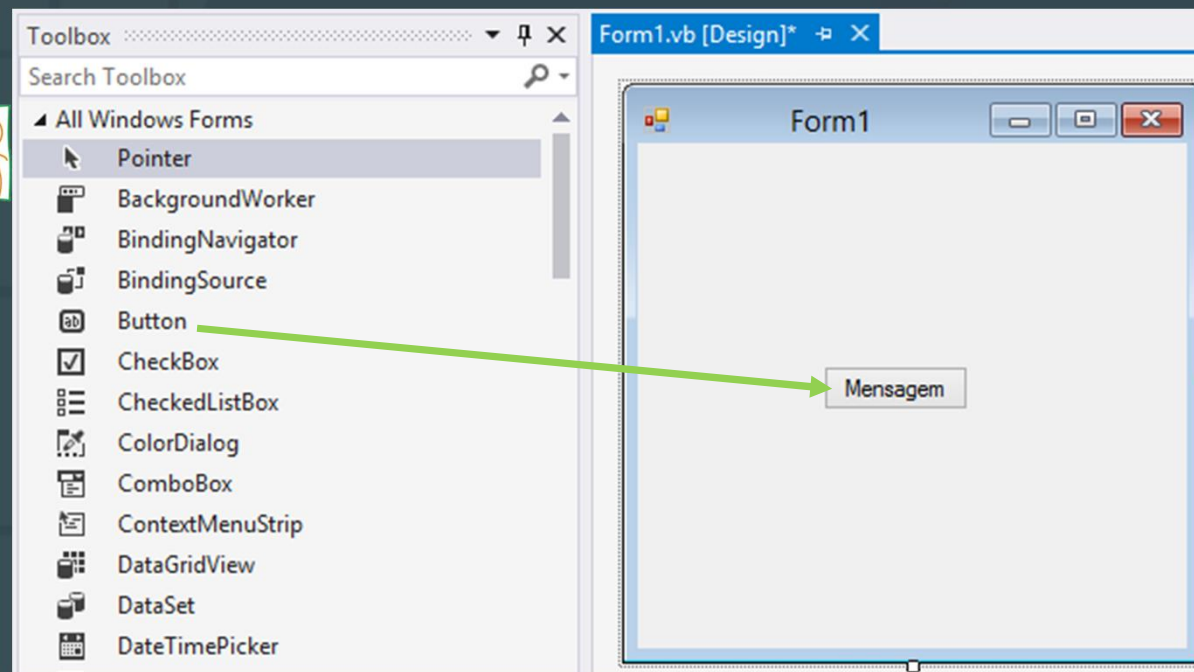 Toolbox
Search Toolbox
All Windows Forms
Pointer
BackgroundWorker
BindingNavigator
BindingSource
Button
CheckBox
CheckedListBox
ColorDialog
ComboBox
ContextMenuStrip
DataGridView
DataSet
DateTimePicker
Form1.vb [Design]*
Form1
Mensagem